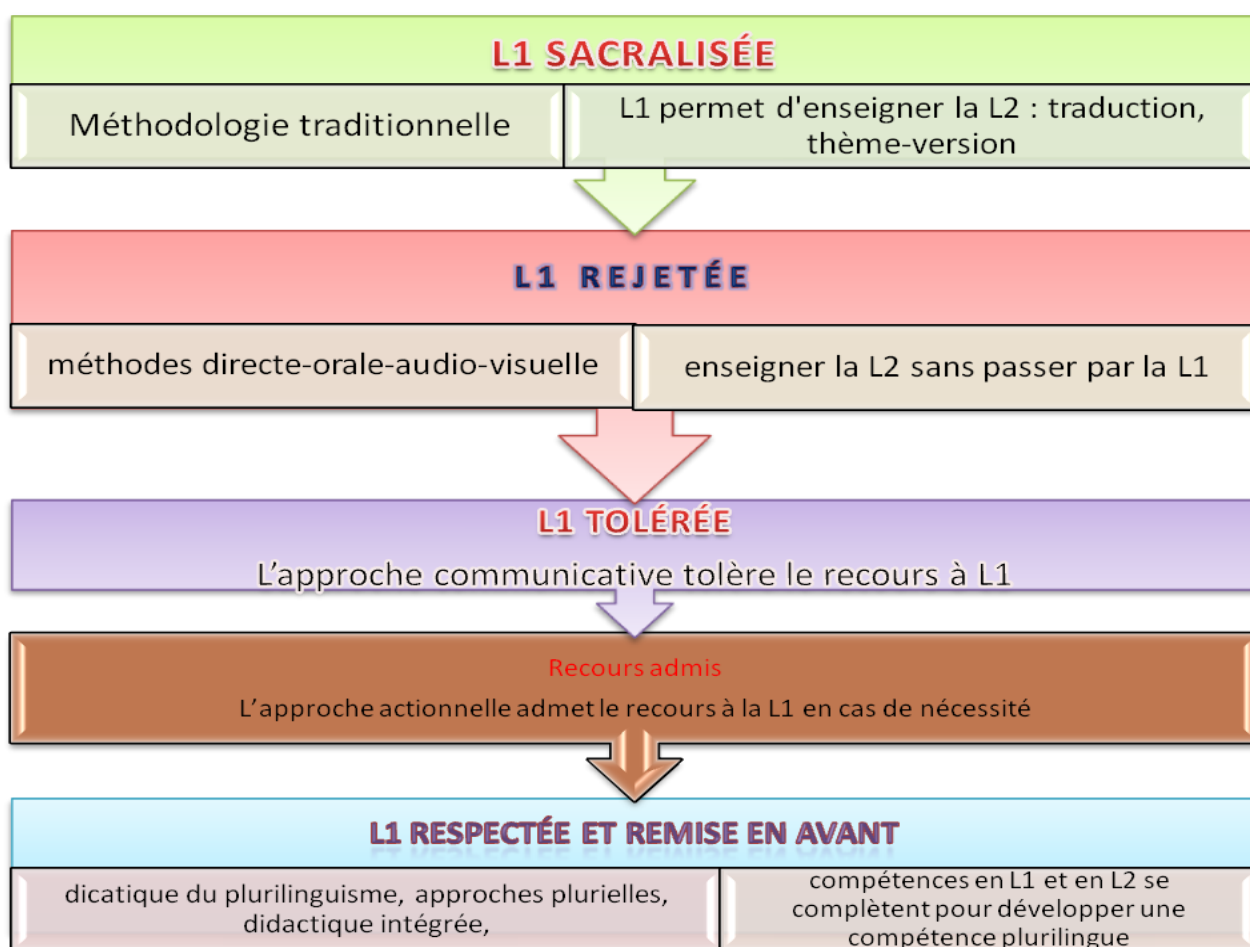 L1 SACRALISÉE
Méthodologie traditionnelle
L1 permet d'enseigner la L2 : traduction,
thème-version
L1 REJETÉE
méthodes directe-orale-audio-visuelle
enseigner la L2 sans passer par la L1
L1 TOLÉRÉE
L'approche communicative tolère le recours à L1
Recours admis
L'approche actionnelle admet le recours à la L1 en cas de nécessité
L1 RESPECTÉE ET REMISE EN AVANT
dicatique du plurilinguisme, approches plurielles,
didactique intégrée,
compétences en L1 et en L2 se
complètent pour développer une
compétence plurilingue